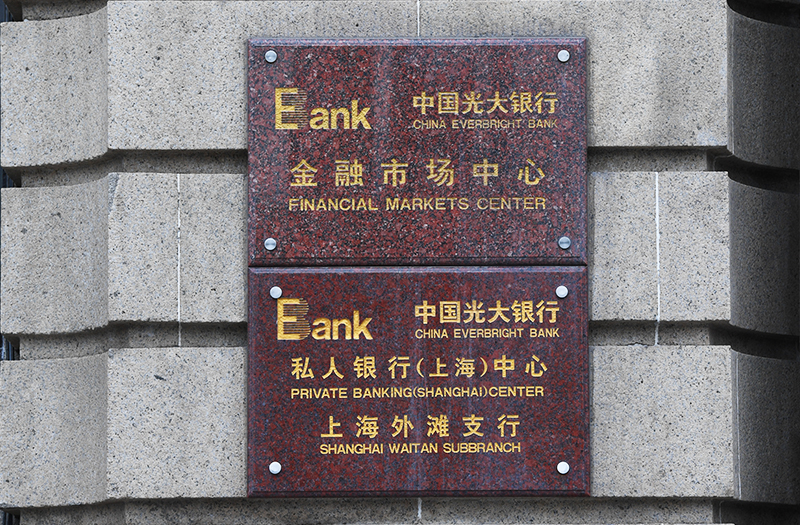 Bank 中国光大银行
CHINA EVERBRIGHT BANK
金融市场中心
FINANCIAL MARKETS CENTER
Bank 中国光大银行
CHINA EVERBRIGHT BANK
私人银行(上海)中心
PRIVATE BANKING(SHANGHAI)CENTER
上海外滩支行
SHANGHAI WAITAN SUBBRANCH